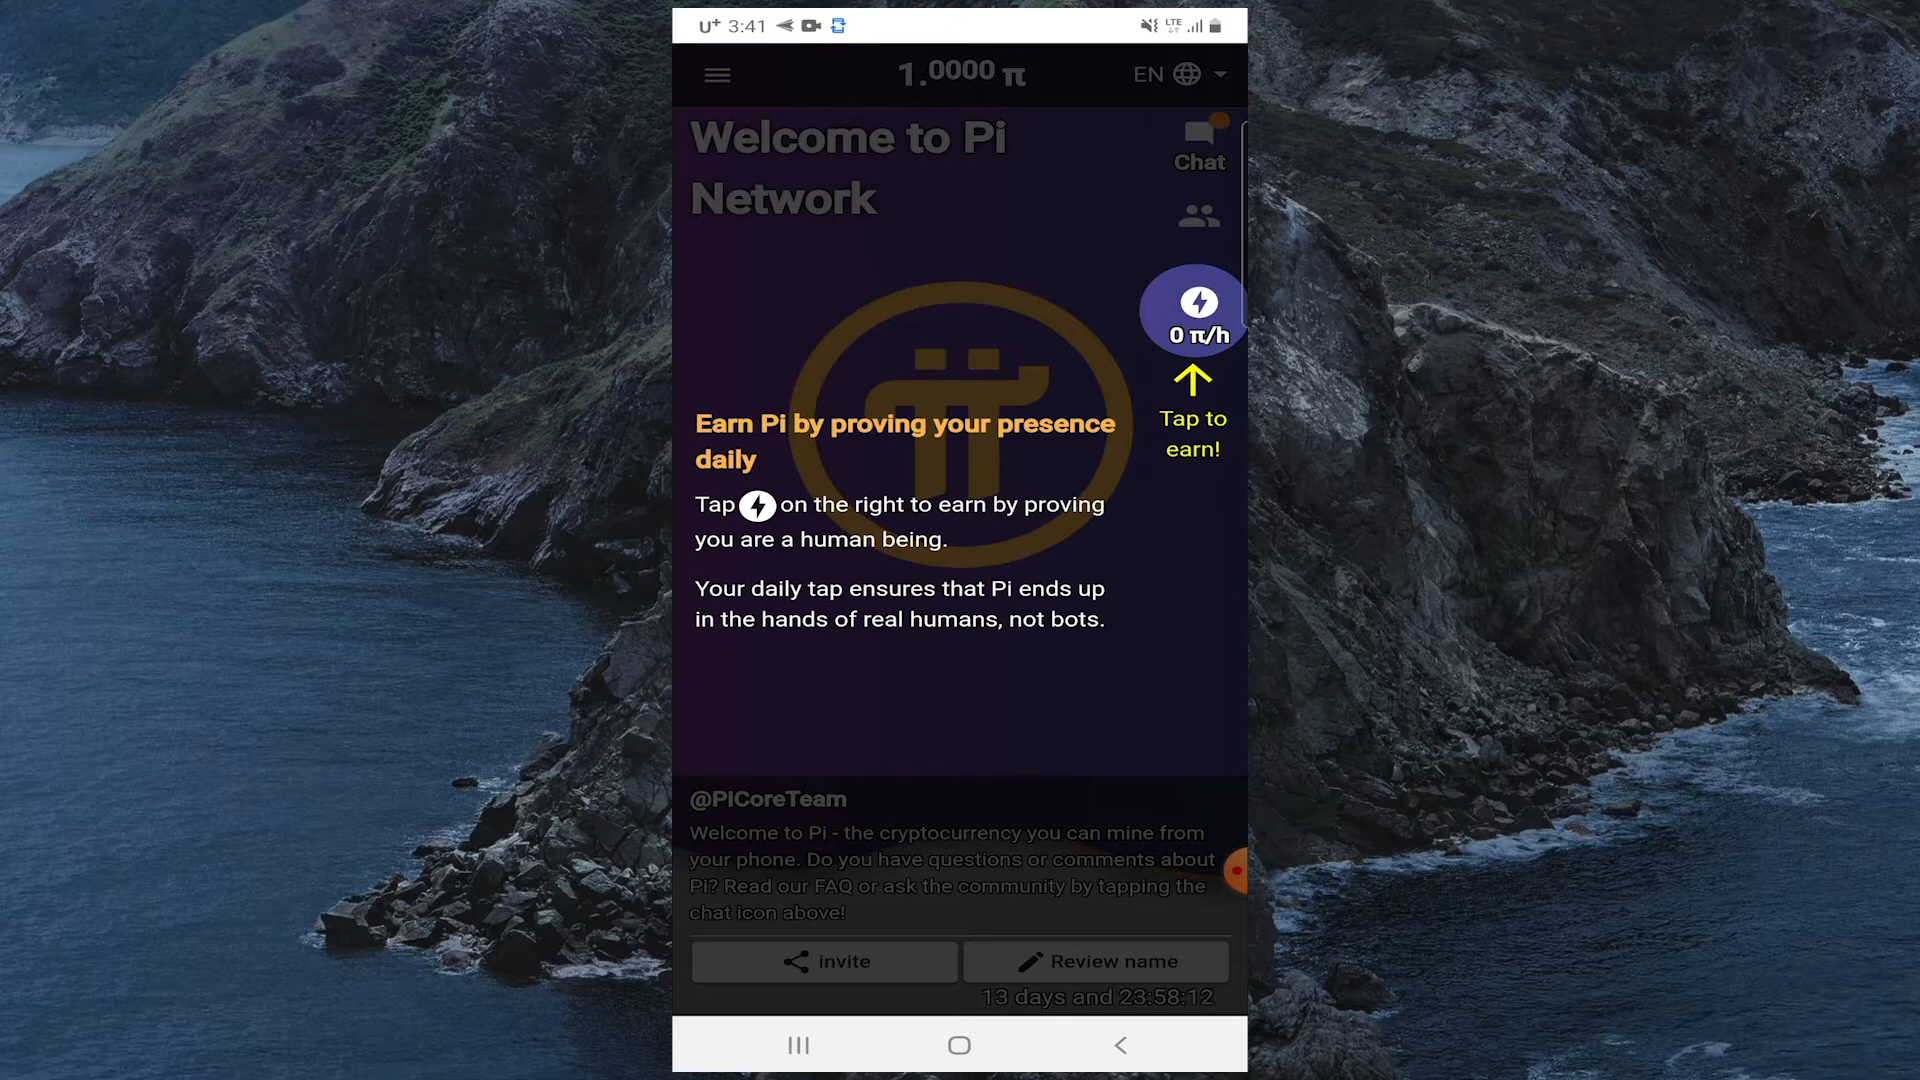 U+ 3:41
LTE
1.0000 π
EN
Welcome to Pi
Network
Chat
0 π/h
Tap to
earn!
Earn Pi by proving your presence
daily
Tap on the right to earn by proving
you are a human being.
Your daily tap ensures that Pi ends up
in the hands of real humans, not bots.
@PICoreTeam
Welcome to Pi - the cryptocurrency you can mine from
your phone. Do you have questions or comments about
Pi? Read our FAQ or ask the community by tapping the
chat icon above!
invite
Review name
13 days and 23:58:12